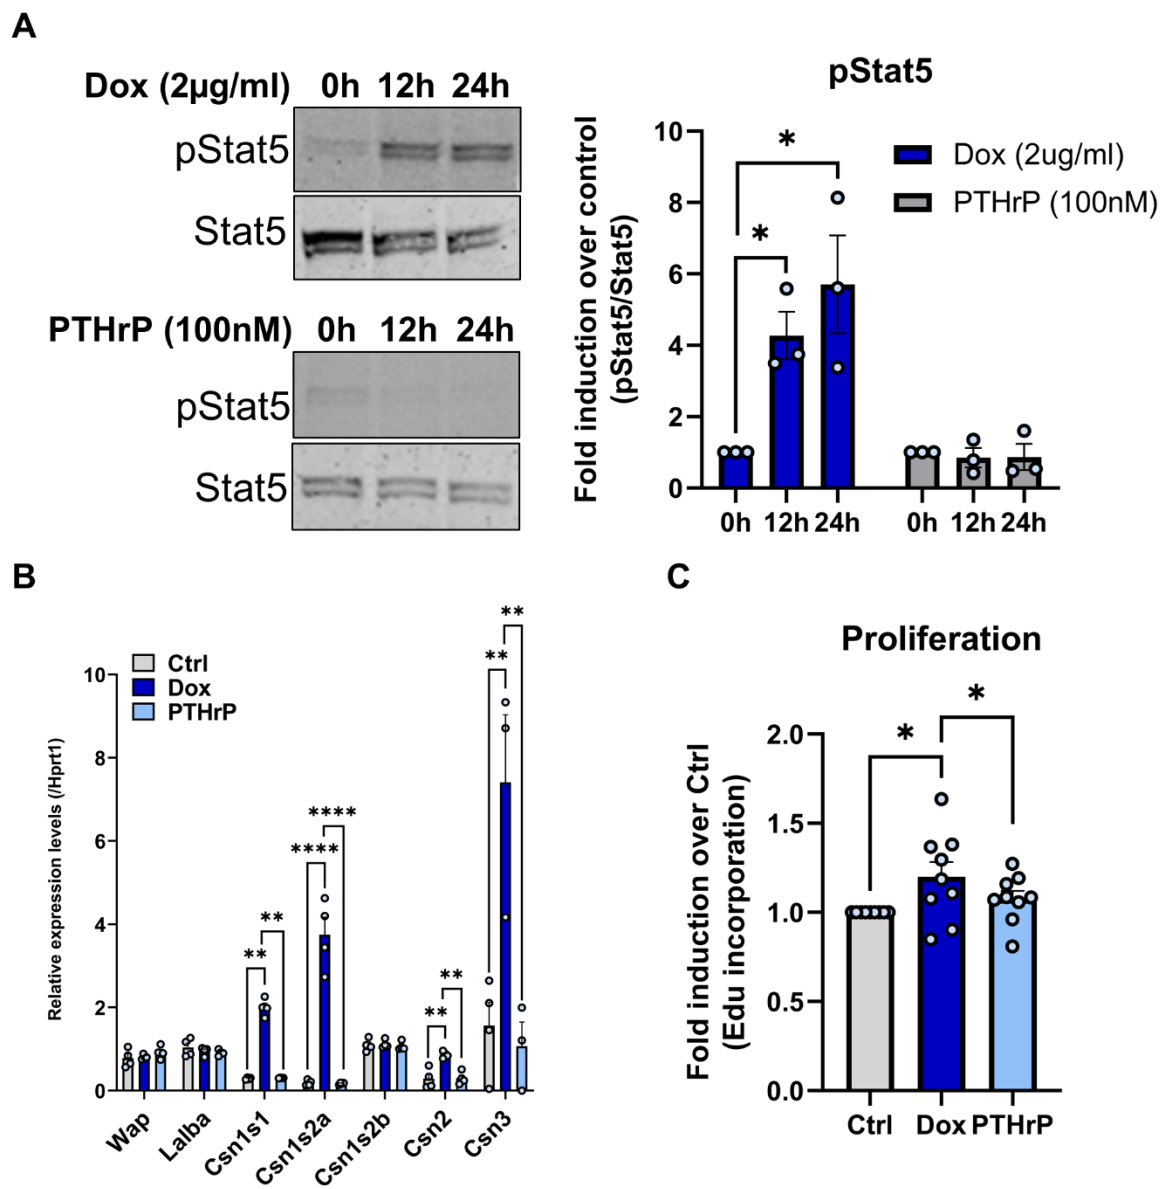 A
Dox (2µg/ml) 0h 12h 24h
pStat5
Stat5
PTHrP (100nM) 0h 12h 24h
pStat5
Stat5
pStat5
Fold induction over control
(pStat5/Stat5)
10
8
6
4
2
0
* *
Dox (2ug/ml)
PTHrP (100nM)
0h 12h 24h 0h 12h 24h
B
Relative expression levels (/Hprt1)
10
8
6
4
2
0
Ctrl
Dox
PTHrP
** ** **** **** ** ** ** **
Wap Lalba Csn1s1 Csn1s2a Csn1s2b Csn2 Csn3
C
Proliferation
Fold induction over Ctrl
(Edu incorporation)
2.0
1.5
1.0
0.5
0.0
* *
Ctrl Dox PTHrP